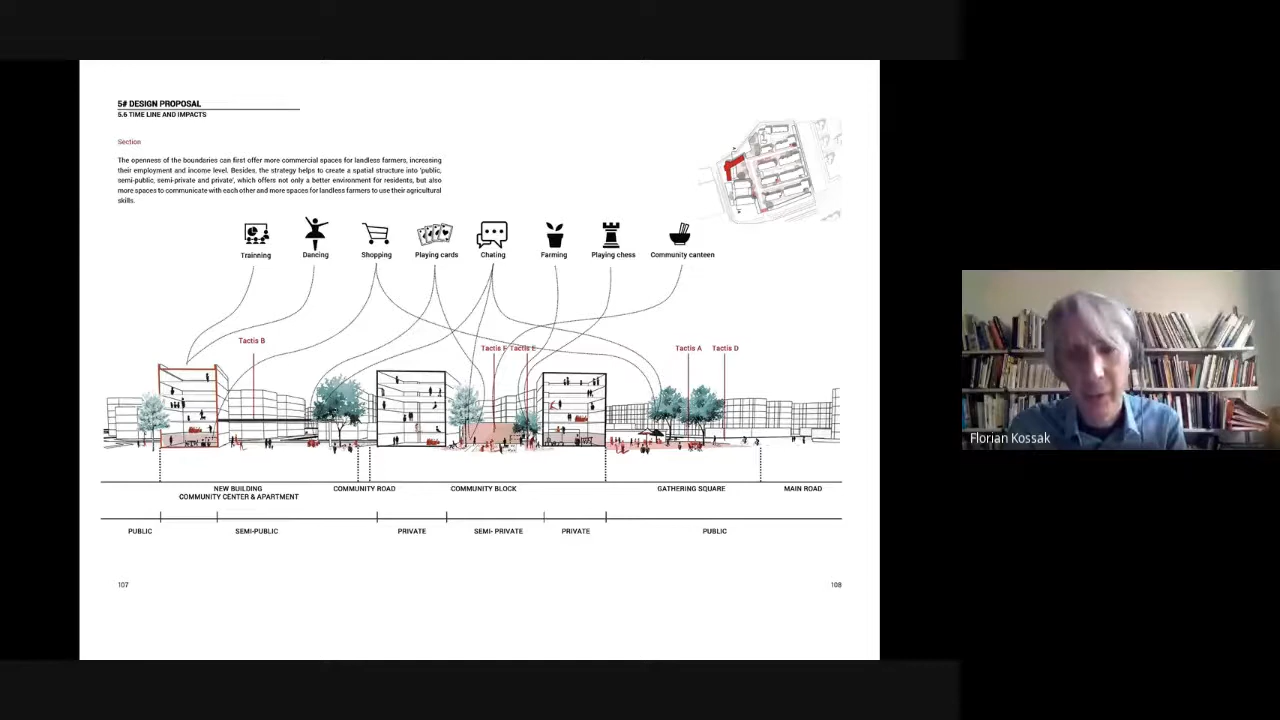 5# DESIGN PROPOSAL
5.6 TIME LINE AND IMPACTS
Section
The openness of the boundaries can first offer more commercial spaces for landless farmers, increasing
their employment and income level. Besides, the strategy helps to create a spatial structure into 'public,
semi-public, semi-private and private', which offers not only a better environment for residents, but also
more spaces to communicate with each other and more spaces for landless farmers to use their agricultural
skills.
Trainning
Dancing
Shopping
Playing cards
Chating
Farming
Playing chess
Community canteen
Tactis B
Tactis F
Tactis E
Tactis A
Tactis D
NEW BUILDING
COMMUNITY CENTER & APARTMENT
COMMUNITY ROAD
COMMUNITY BLOCK
GATHERING SQUARE
MAIN ROAD
PUBLIC
SEMI-PUBLIC
PRIVATE
SEMI- PRIVATE
PRIVATE
PUBLIC
107
108
Florian Kossak